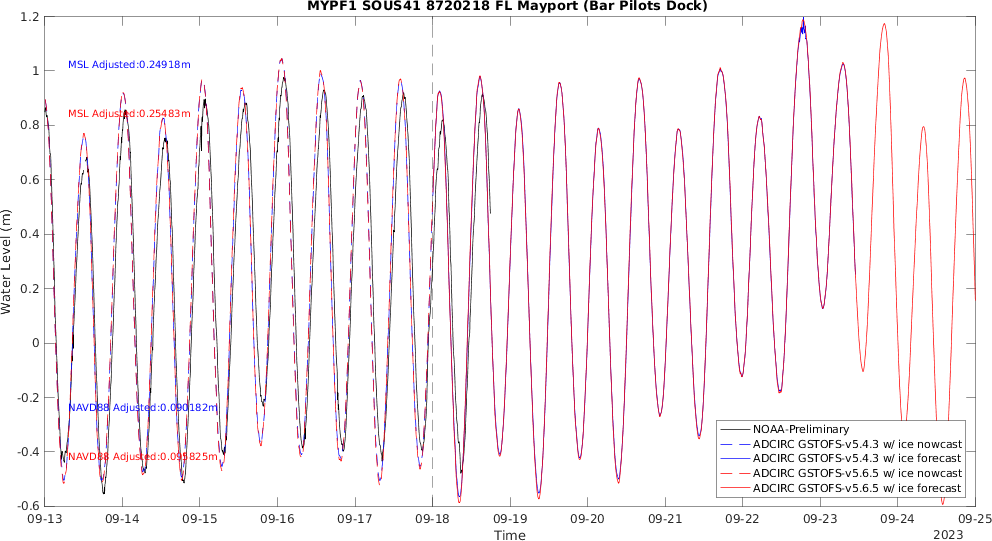 MYPF1 SOUS41 8720218 FL Mayport (Bar Pilots Dock)
Water Level (m)
1.2
1
0.8
0.6
0.4
0.2
0
-0.2
-0.4
-0.6
MSL Adjusted:0.24918m
MSL Adjusted:0.25483m
NAVD88 Adjusted:0.090182m
NAVD88 Adjusted:0.095825m
NOAA-Preliminary
ADCIRC GSTOFS-v5.4.3 w/ ice nowcast
ADCIRC GSTOFS-v5.4.3 w/ ice forecast
ADCIRC GSTOFS-v5.6.5 w/ ice nowcast
ADCIRC GSTOFS-v5.6.5 w/ ice forecast
09-13 09-14 09-15 09-16 09-17 09-18 09-19 09-20 09-21 09-22 09-23 09-24 09-25
Time
2023